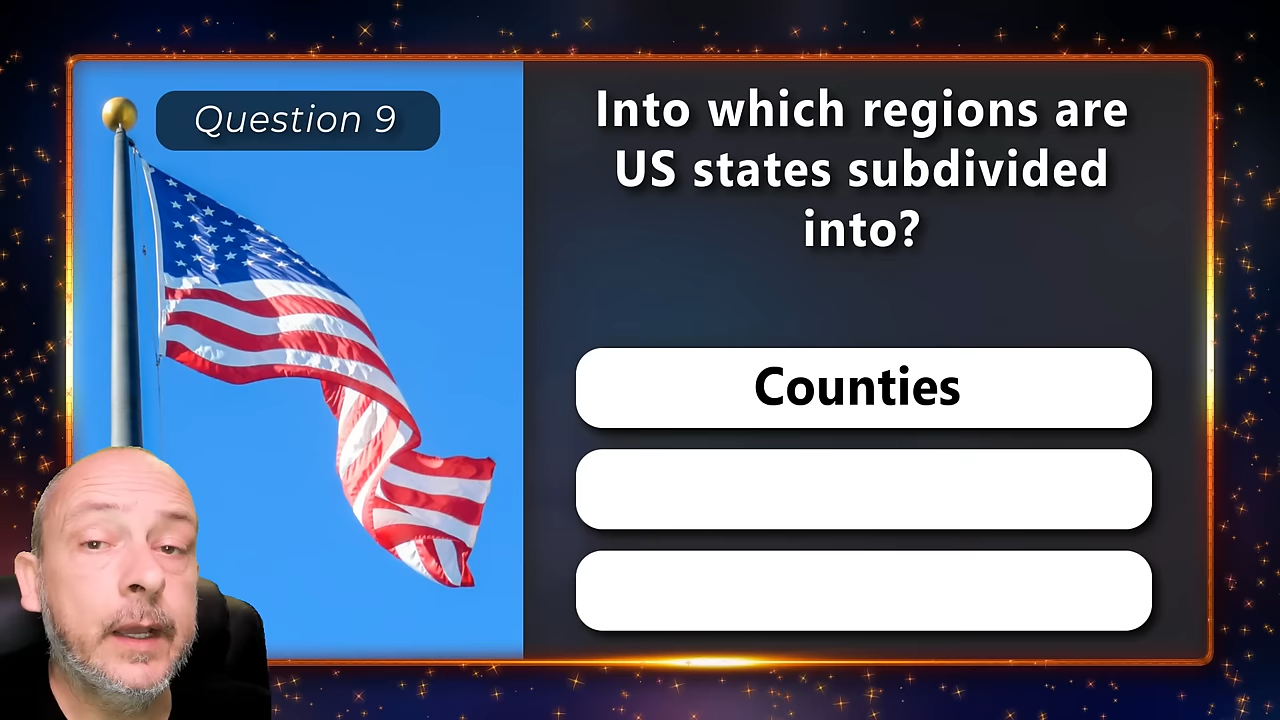 Question 9
Into which regions are
US states subdivided
into?
Counties